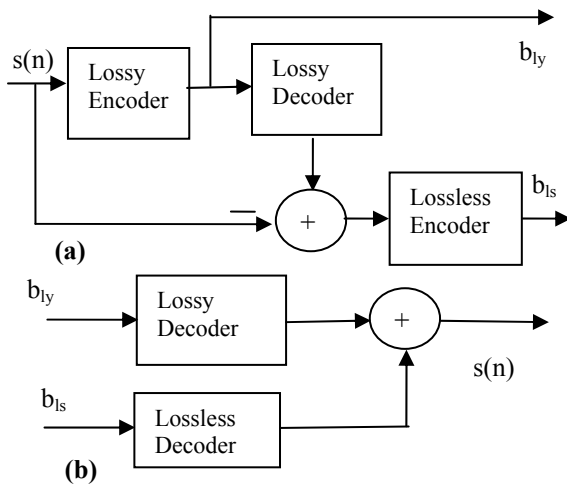 s(n)
Lossy
Encoder
Lossy
Decoder
b_ly
—
+
Lossless
Encoder
b_ls
(a)
b_ly
Lossy
Decoder
+
s(n)
b_ls
Lossless
Decoder
(b)